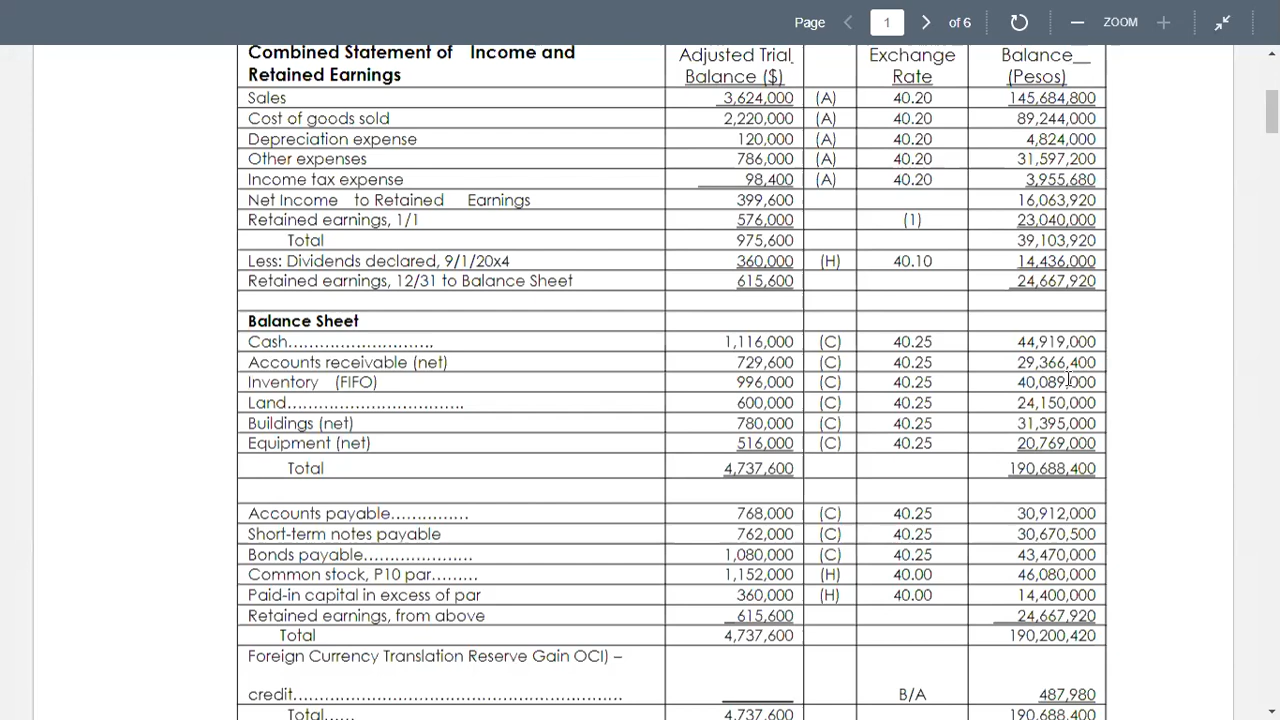 Page 1 of 6 ZOOM
Combined Statement of Income and Adjusted Trial Exchange Balance__
Retained Earnings Balance ($) Rate (Pesos)
Sales 3,624,000 (A) 40.20 145,684,800
Cost of goods sold 2,220,000 (A) 40.20 89,244,000
Depreciation expense 120,000 (A) 40.20 4,824,000
Other expenses 786,000 (A) 40.20 31,597,200
Income tax expense 98,400 (A) 40.20 3,955,680
Net Income to Retained Earnings 399,600 16,063,920
Retained earnings, 1/1 576,000 (1) 23,040,000
Total 975,600 39,103,920
Less: Dividends declared, 9/1/20x4 360,000 (H) 40.10 14,436,000
Retained earnings, 12/31 to Balance Sheet 615,600 24,667,920
Balance Sheet
Cash............................. 1,116,000 (C) 40.25 44,919,000
Accounts receivable (net) 729,600 (C) 40.25 29,366,400
Inventory (FIFO) 996,000 (C) 40.25 40,089,000
Land.................................. 600,000 (C) 40.25 24,150,000
Buildings (net) 780,000 (C) 40.25 31,395,000
Equipment (net) 516,000 (C) 40.25 20,769,000
Total 4,737,600 190,688,400
Accounts payable............... 768,000 (C) 40.25 30,912,000
Short-term notes payable 762,000 (C) 40.25 30,670,500
Bonds payable..................... 1,080,000 (C) 40.25 43,470,000
Common stock, P10 par......... 1,152,000 (H) 40.00 46,080,000
Paid-in capital in excess of par 360,000 (H) 40.00 14,400,000
Retained earnings, from above 615,600 24,667,920
Total 4,737,600 190,200,420
Foreign Currency Translation Reserve Gain OCI) –
credit............................................................... ________ B/A 487,980
Total...... 4,737,600 190,688,400